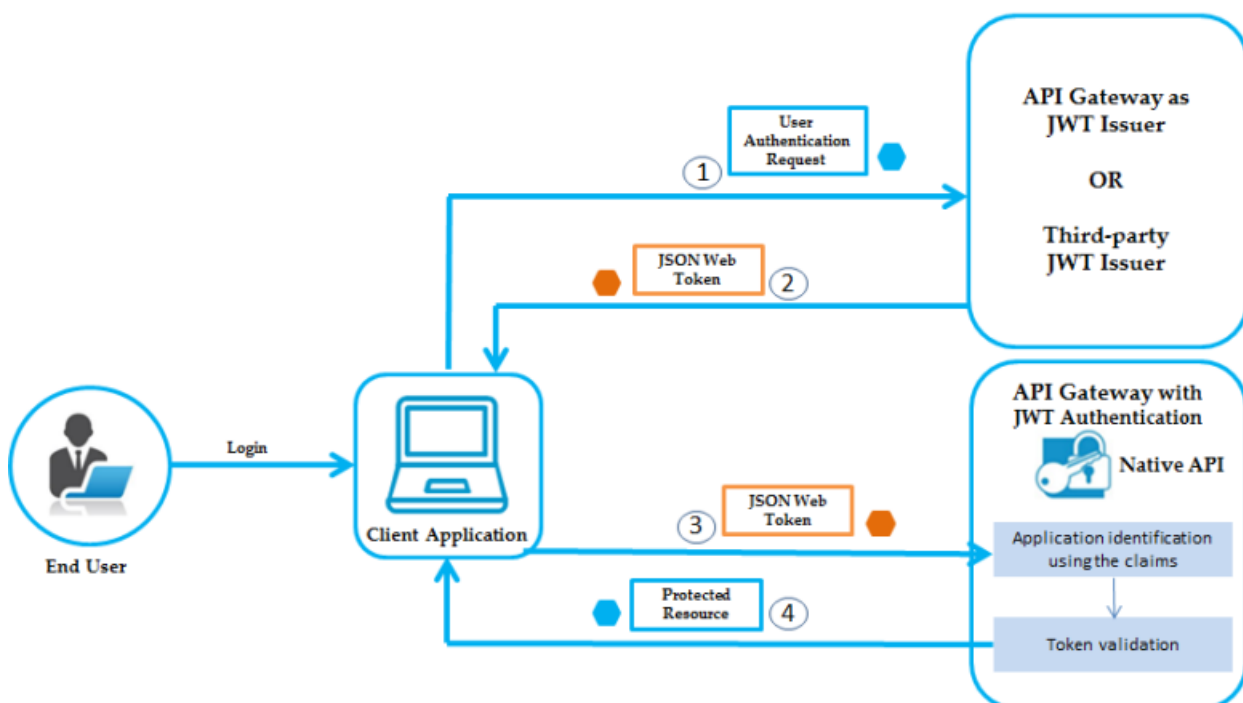 API Gateway as
JWT Issuer
OR
Third-party
JWT Issuer
User
Authentication
Request
1
JSON Web
Token
2
End User
Login
Client Application
JSON Web
Token
3
Protected
Resource
4
API Gateway with
JWT Authentication
Native API
Application identification
using the claims
Token validation